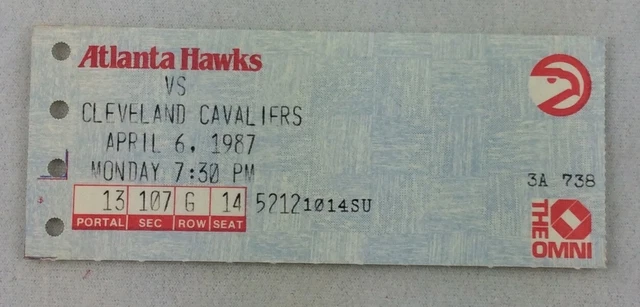 Atlanta Hawks
VS
CLEVELAND CAVALIERS
APRIL 6, 1987
MONDAY 7:30 PM
3A 738
13 107 G 14 52121014SU
PORTAL SEC ROW SEAT
THE
OMNI